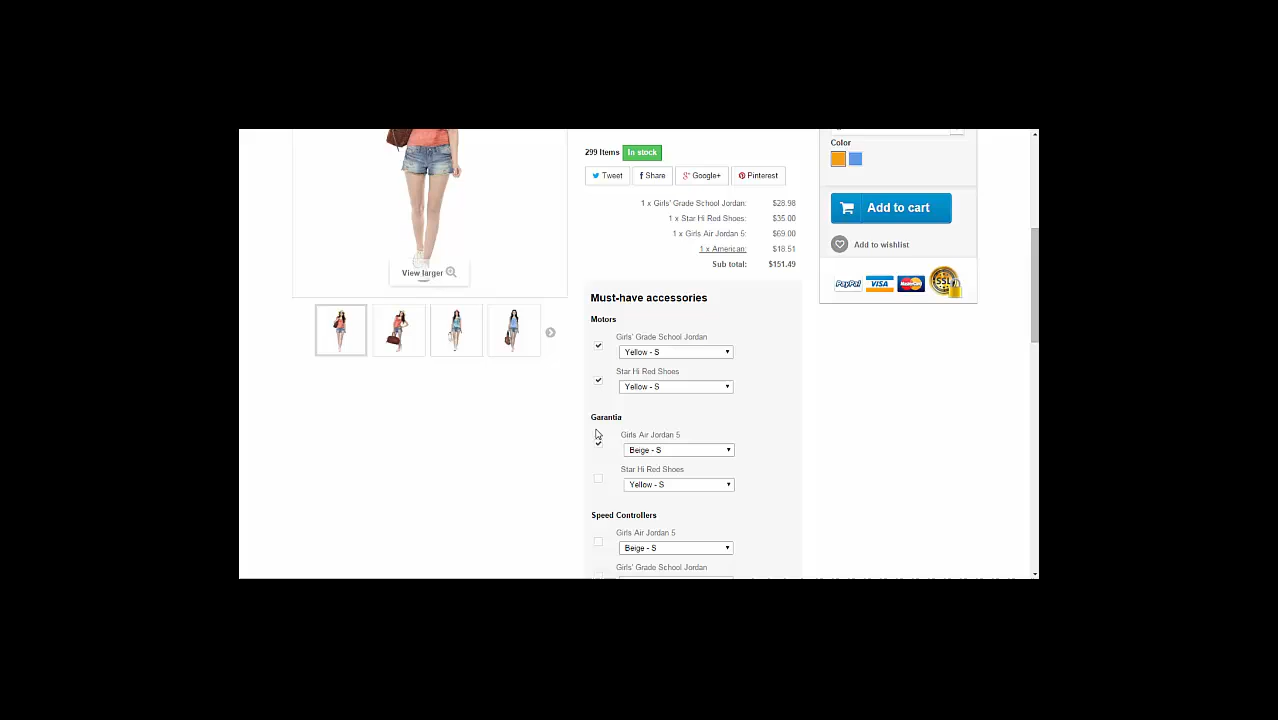 299 Items In stock
Tweet Share Google+ Pinterest
1 x Girls' Grade School Jordan: $28.98
1 x Star Hi Red Shoes: $35.00
1 x Girls Air Jordan 5: $69.00
1 x American: $18.51
Sub total: $151.49
View larger
Must-have accessories
Motors
Girls' Grade School Jordan
Yellow - S
Star Hi Red Shoes
Yellow - S
Garantia
Girls Air Jordan 5
Beige - S
Star Hi Red Shoes
Yellow - S
Speed Controllers
Girls Air Jordan 5
Beige - S
Girls' Grade School Jordan
Color
Add to cart
Add to wishlist
PayPal VISA MasterCard SSL